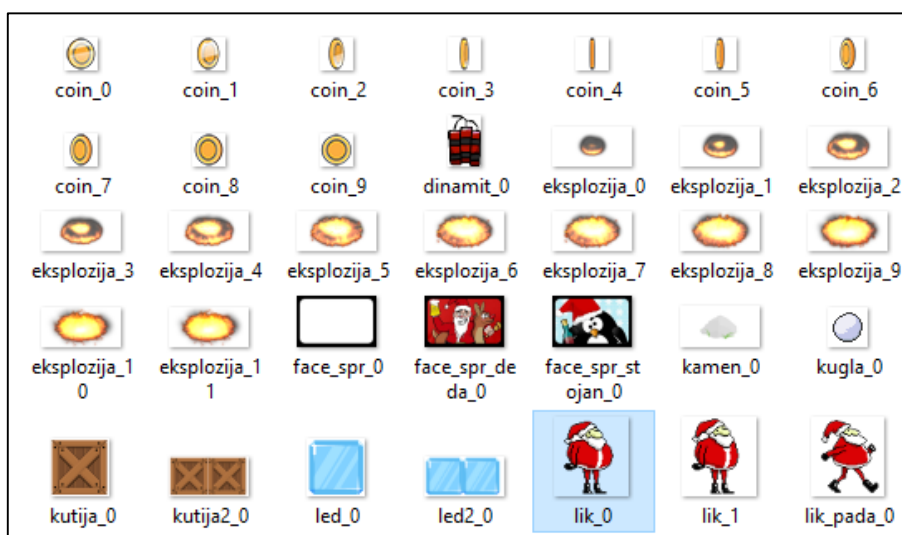 coin_0 coin_1 coin_2 coin_3 coin_4 coin_5 coin_6
coin_7 coin_8 coin_9 dinamit_0 eksplozija_0 eksplozija_1 eksplozija_2
eksplozija_3 eksplozija_4 eksplozija_5 eksplozija_6 eksplozija_7 eksplozija_8 eksplozija_9
eksplozija_1 eksplozija_1 face_spr_0 face_spr_de face_spr_st kamen_0 kugla_0
0 1 da_0 ojan_0
kutija_0 kutija2_0 led_0 led2_0 lik_0 lik_1 lik_pada_0